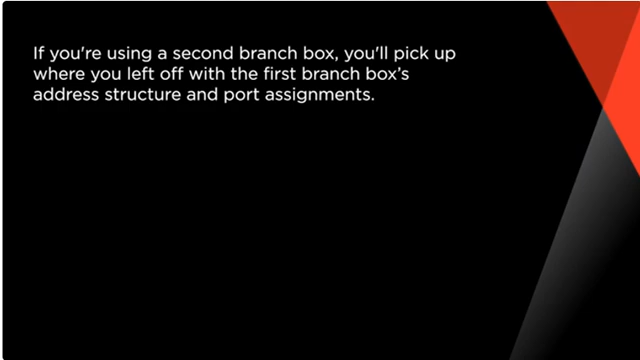 If you're using a second branch box, you'll pick up
where you left off with the first branch box’s
address structure and port assignments.